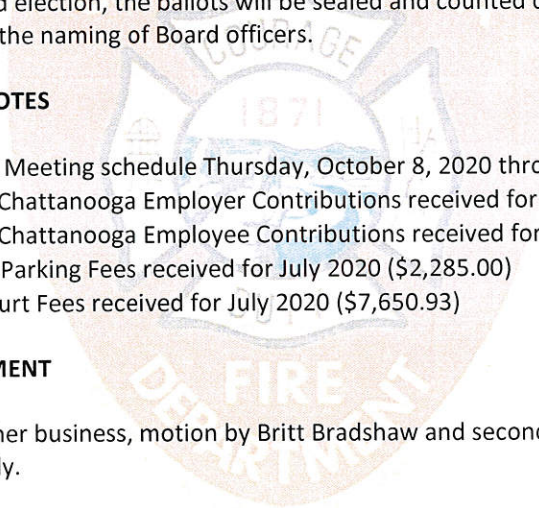 d election, the ballots will be sealed and counted
the naming of Board officers.
OTES
Meeting schedule Thursday, October 8, 2020 thro
Chattanooga Employer Contributions received for
Chattanooga Employee Contributions received for
Parking Fees received for July 2020 ($2,285.00)
urt Fees received for July 2020 ($7,650.93)
MENT
ner business, motion by Britt Bradshaw and secon
ly.
COURAGE
1871
DUTY
FIRE
DEPARTMENT